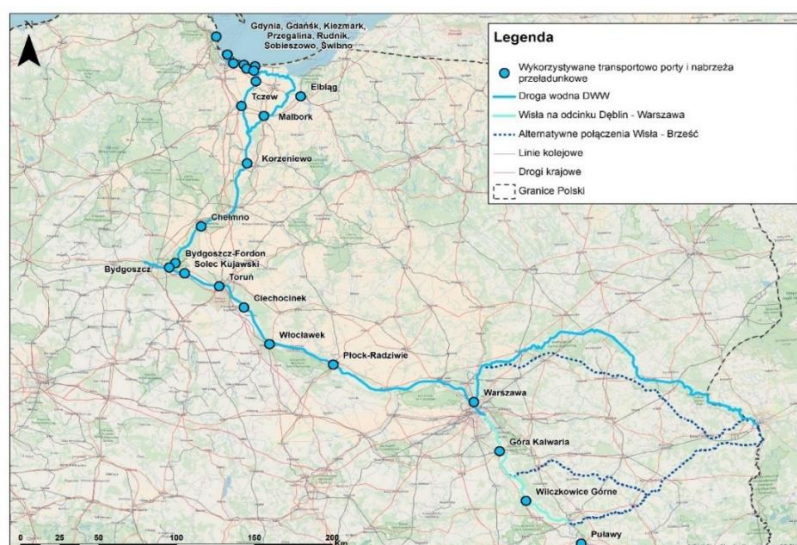 N
Gdynia, Gdańsk, Kiezmark,
Przegalina, Rudnik,
Sobieszowo, Świbno
Elbląg
Tczew
Malbork
Korzeniewo
Chełmno
Bydgoszcz-Fordon
Solec Kujawski
Bydgoszcz
Toruń
Ciechocinek
Włocławek
Płock-Radziwie
Warszawa
Góra Kalwaria
Wilczkowice Górne
Puławy
Legenda
Wykorzystywane transportowo porty i nabrzeża
przeładunkowe
Droga wodna DWW
Wisła na odcinku Dęblin - Warszawa
Alternatywne połączenia Wisła - Brześć
Linie kolejowe
Drogi krajowe
Granice Polski
0 25 50 100 150 200
Km